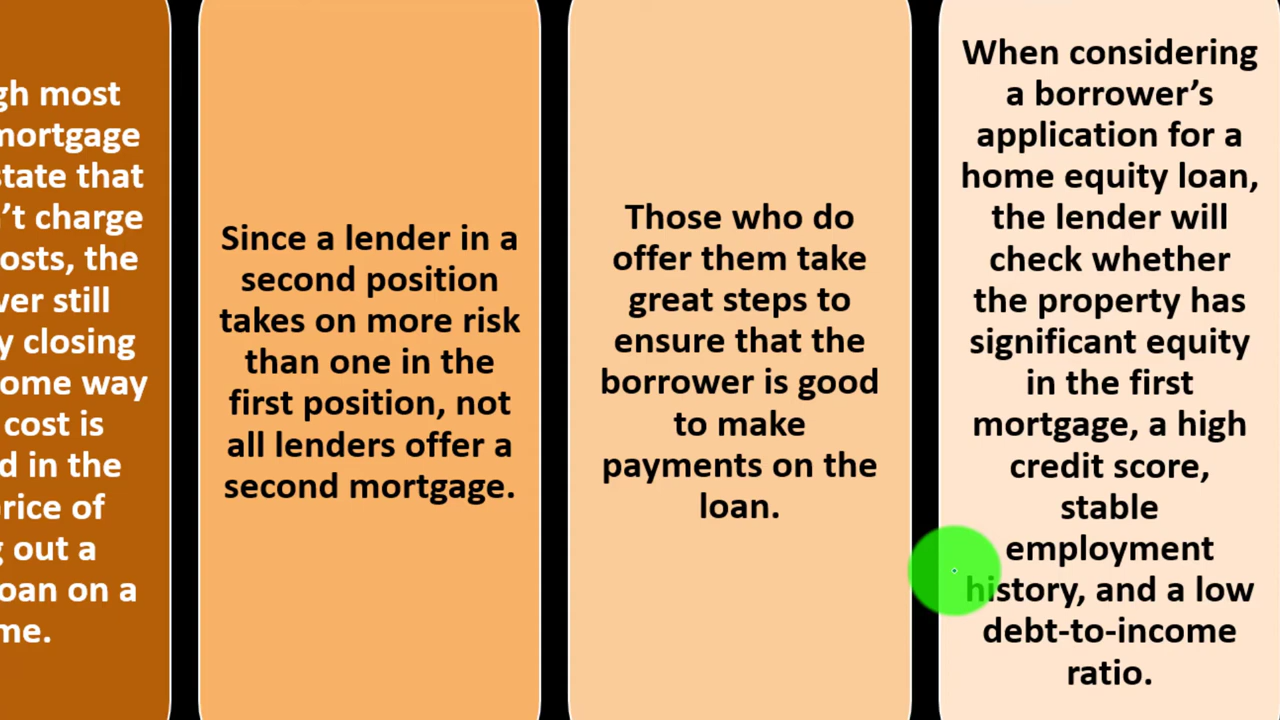 gh most
mortgage
state that
't charge
osts, the
ver still
y closing
ome way
cost is
d in the
price of
g out a
loan on a
me.
Since a lender in a
second position
takes on more risk
than one in the
first position, not
all lenders offer a
second mortgage.
Those who do
offer them take
great steps to
ensure that the
borrower is good
to make
payments on the
loan.
When considering
a borrower’s
application for a
home equity loan,
the lender will
check whether
the property has
significant equity
in the first
mortgage, a high
credit score,
stable
employment
history, and a low
debt-to-income
ratio.